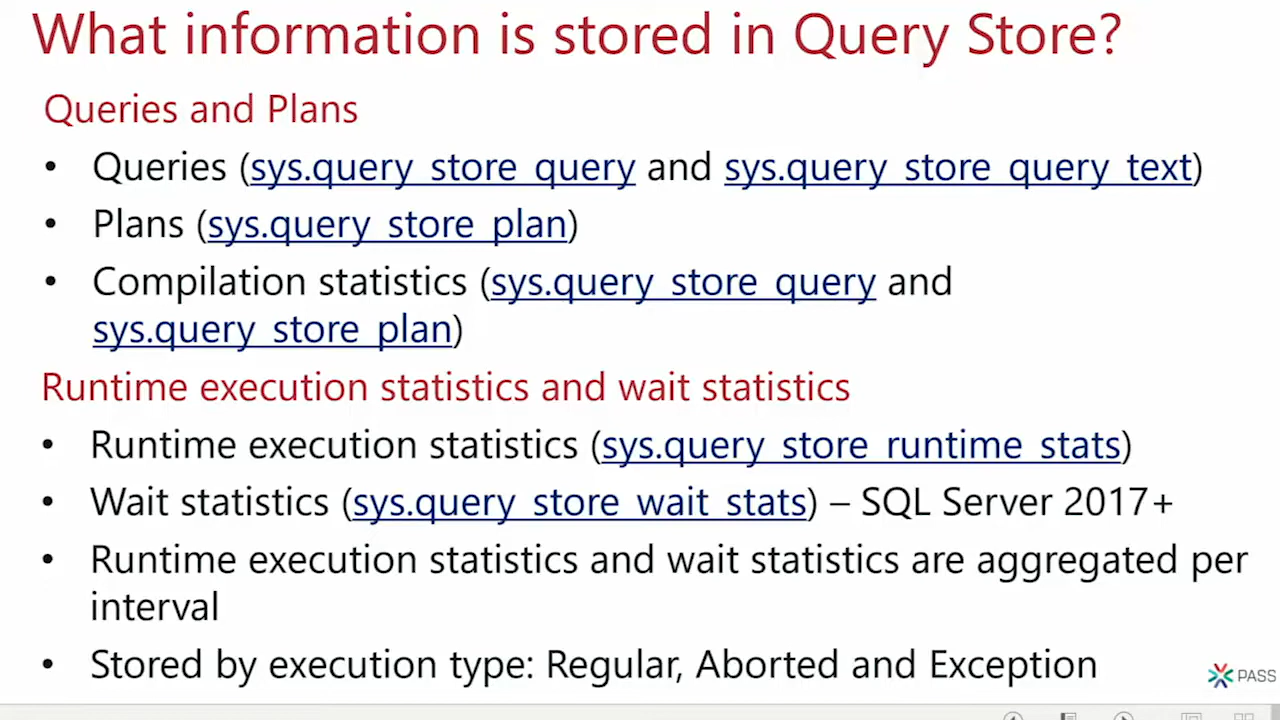 What information is stored in Query Store?
Queries and Plans
• Queries (sys.query_store_query and sys.query_store_query_text)
• Plans (sys.query_store_plan)
• Compilation statistics (sys.query_store_query and
sys.query_store_plan)
Runtime execution statistics and wait statistics
• Runtime execution statistics (sys.query_store_runtime_stats)
• Wait statistics (sys.query_store_wait_stats) – SQL Server 2017+
• Runtime execution statistics and wait statistics are aggregated per
interval
• Stored by execution type: Regular, Aborted and Exception
PASS